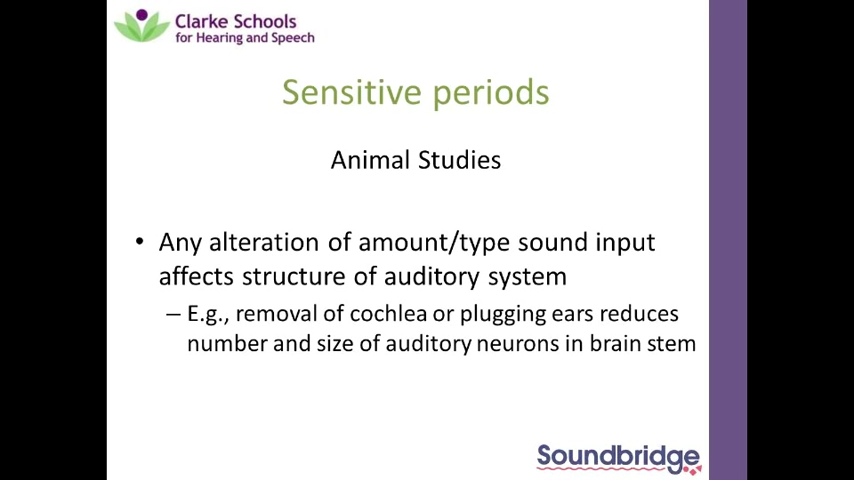 Clarke Schools
for Hearing and Speech
Sensitive periods
Animal Studies
• Any alteration of amount/type sound input
affects structure of auditory system
– E.g., removal of cochlea or plugging ears reduces
number and size of auditory neurons in brain stem
Soundbridge